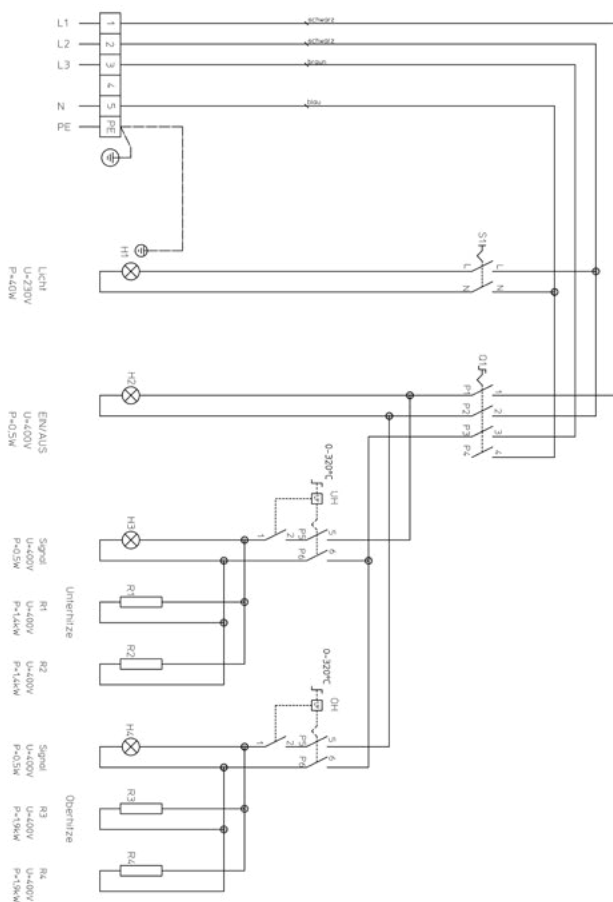 L1
1
schwarz
L2
2
schwarz
L3
3
braun
4
N
5
blau
PE
PE
H1
S1
L
L
N
N
Licht
U=230V
P=40W
H2
Q1
P1
1
P2
2
P3
3
P4
4
EIN/AUS
U=400V
P=0,5W
0-320°C
UH
H3
1
2
P5
5
P6
6
Signal
U=400V
P=0,5W
Unterhitze
R1
R1
U=400V
P=1,4kW
R2
R2
U=400V
P=1,4kW
0-320°C
OH
H4
1
2
P5
5
P6
6
Signal
U=400V
P=0,5W
Oberhitze
R3
R3
U=400V
P=1,9kW
R4
R4
U=400V
P=1,9kW